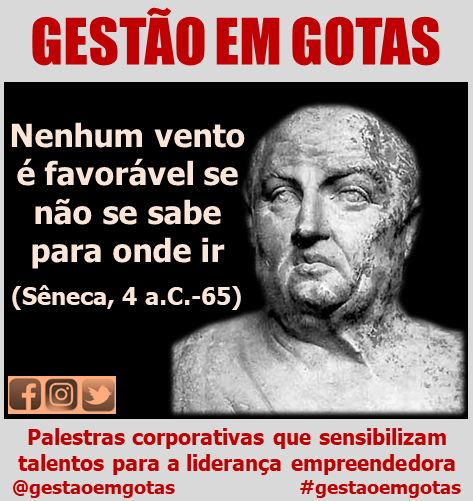 GESTÃO EM GOTAS
Nenhum vento
é favorável se
não se sabe
para onde ir
(Sêneca, 4 a.C.-65)
Palestras corporativas que sensibilizam
talentos para a liderança empreendedora
@gestaoemgotas #gestaoemgotas